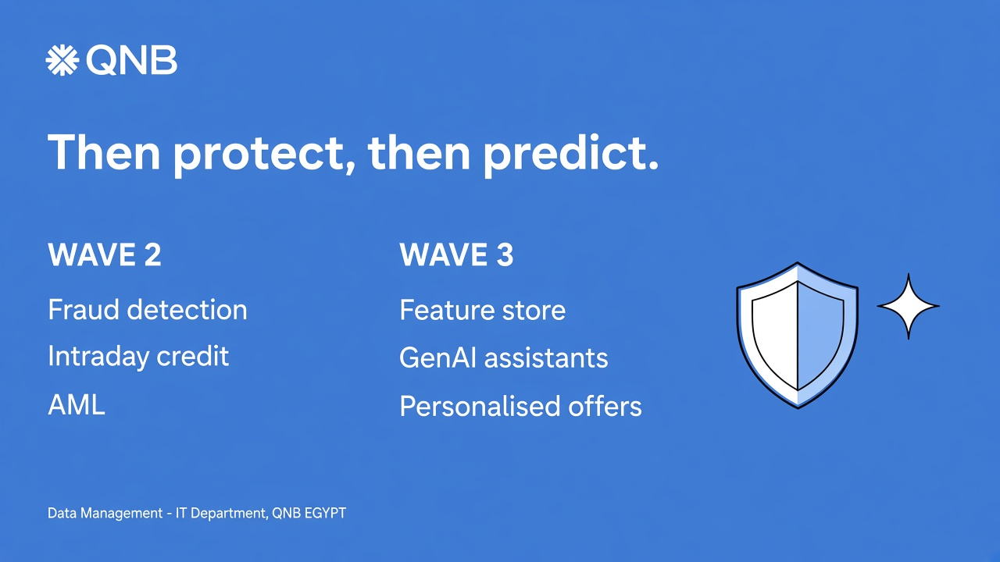 QNB
Then protect, then predict.
WAVE 2
Fraud detection
Intraday credit
AML
WAVE 3
Feature store
GenAI assistants
Personalised offers
Data Management - IT Department, QNB EGYPT